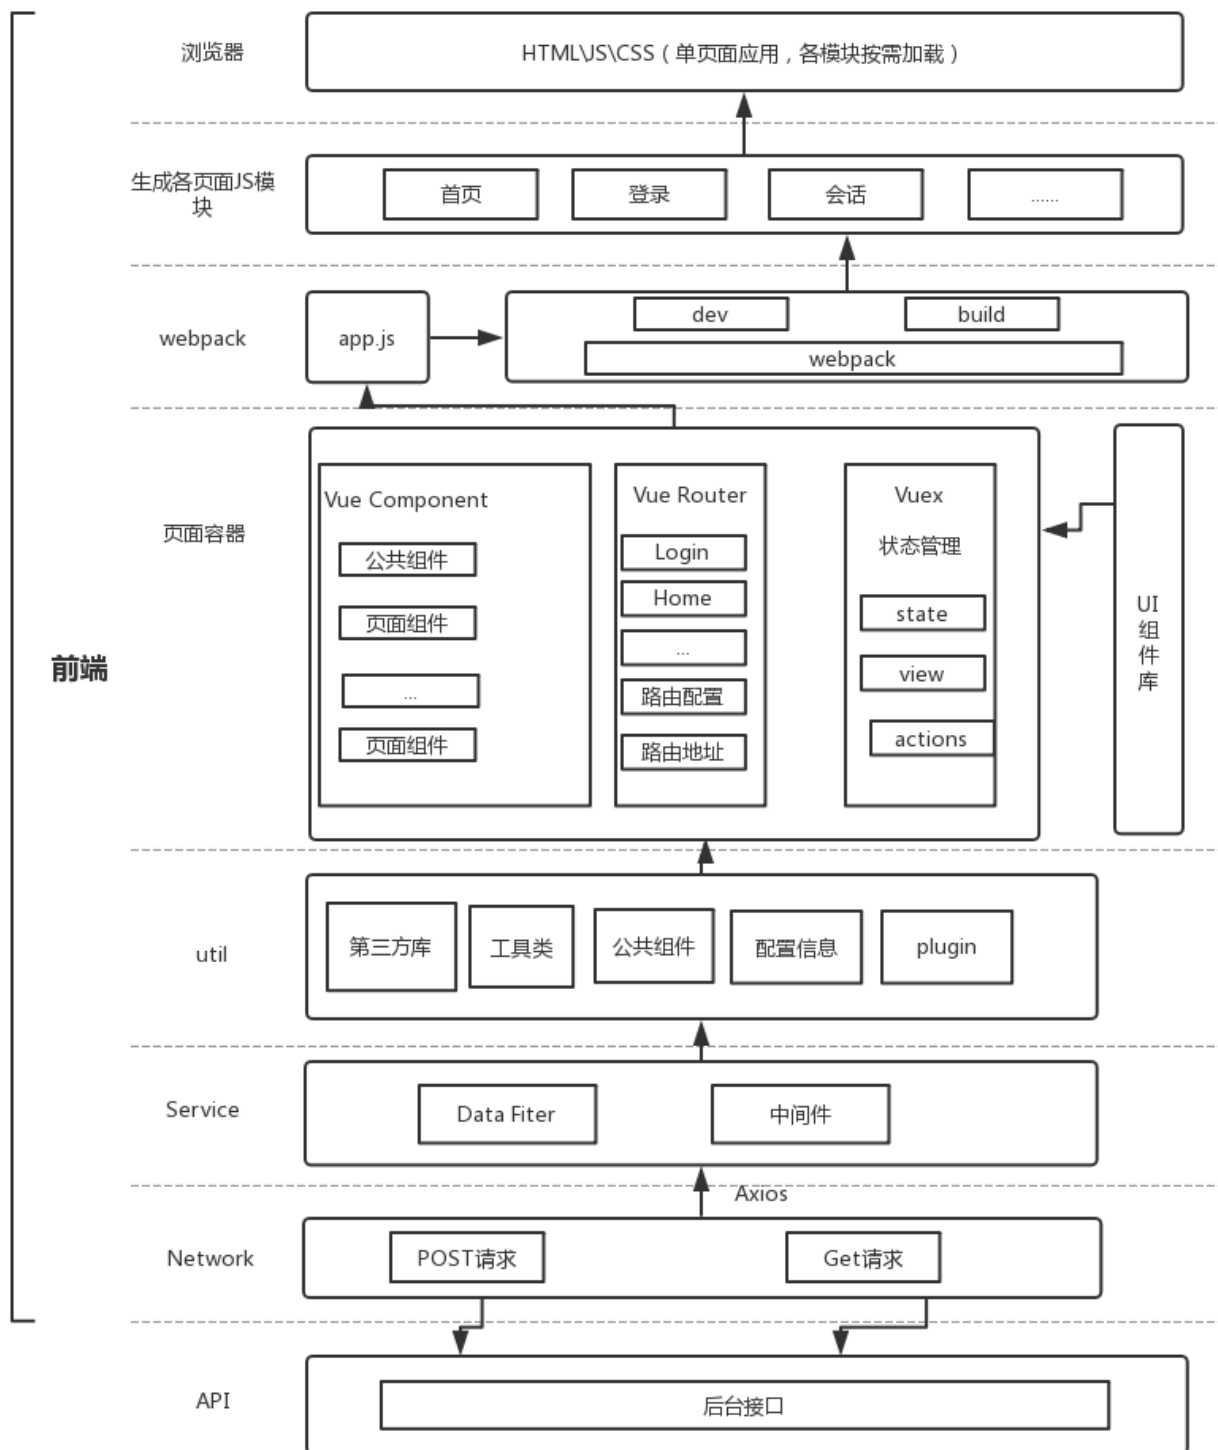 浏览器
HTML\JS\CSS（单页面应用，各模块按需加载）
生成各页面JS模
块
首页
登录
会话
......
webpack
app.js
dev
build
webpack
前端
页面容器
Vue Component
公共组件
页面组件
...
页面组件
Vue Router
Login
Home
...
路由配置
路由地址
Vuex
状态管理
state
view
actions
UI
组
件
库
util
第三方库
工具类
公共组件
配置信息
plugin
Service
Data Fiter
中间件
Axios
Network
POST请求
Get请求
API
后台接口